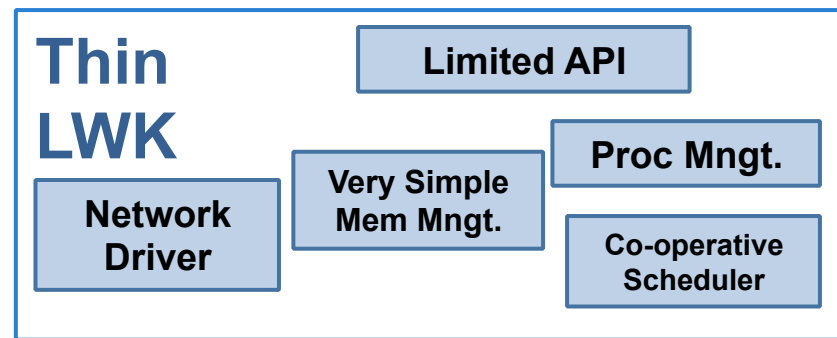 Thin
LWK
Limited API
Proc Mngt.
Very Simple
Mem Mngt.
Network
Driver
Co-operative
Scheduler